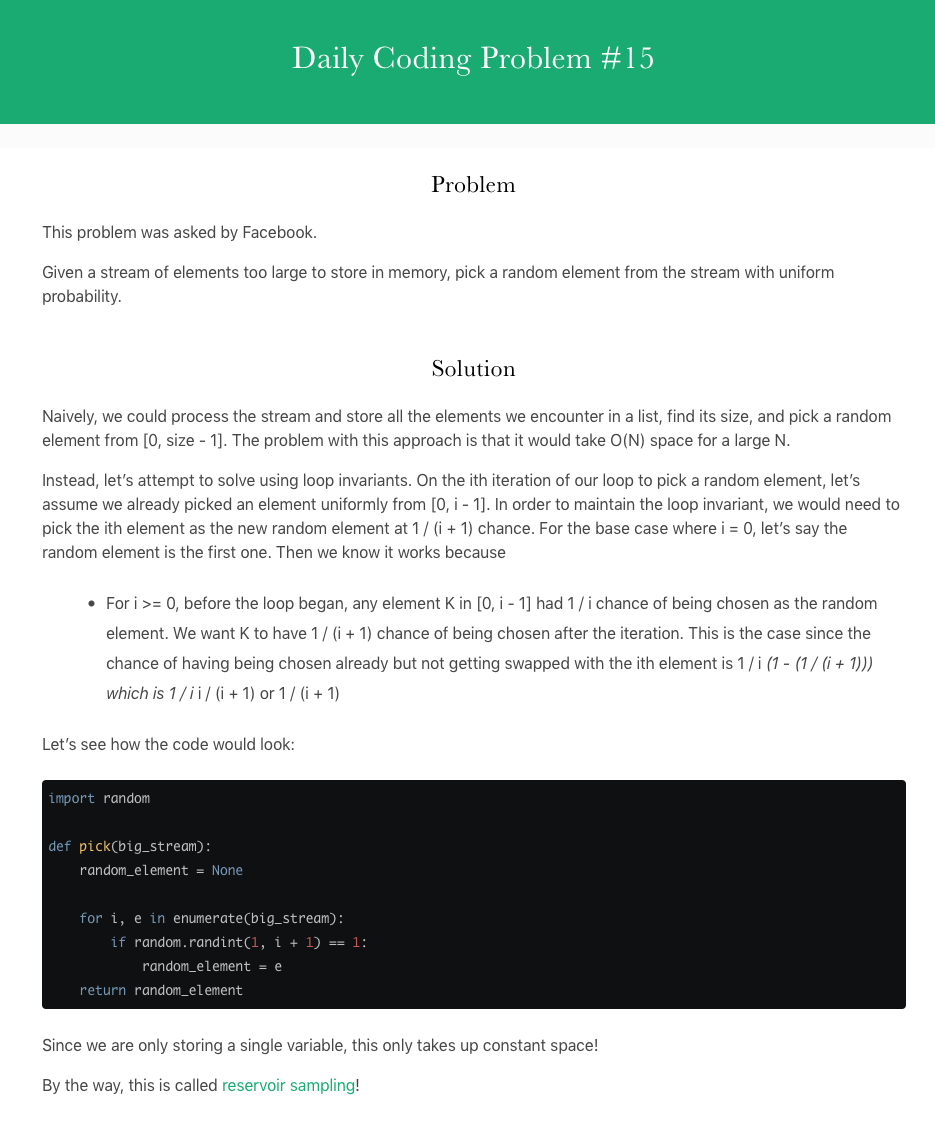 Daily Coding Problem #15
Problem
This problem was asked by Facebook.
Given a stream of elements too large to store in memory, pick a random element from the stream with uniform
probability.
Solution
Naively, we could process the stream and store all the elements we encounter in a list, find its size, and pick a random
element from [0, size - 1]. The problem with this approach is that it would take O(N) space for a large N.
Instead, let’s attempt to solve using loop invariants. On the ith iteration of our loop to pick a random element, let’s
assume we already picked an element uniformly from [0, i - 1]. In order to maintain the loop invariant, we would need to
pick the ith element as the new random element at 1 / (i + 1) chance. For the base case where i = 0, let’s say the
random element is the first one. Then we know it works because
• For i >= 0, before the loop began, any element K in [0, i - 1] had 1 / i chance of being chosen as the random
element. We want K to have 1 / (i + 1) chance of being chosen after the iteration. This is the case since the
chance of having being chosen already but not getting swapped with the ith element is 1 / i (1 - (1 / (i + 1)))
which is 1 / i i / (i + 1) or 1 / (i + 1)
Let’s see how the code would look:
import random
def pick(big_stream):
    random_element = None
    for i, e in enumerate(big_stream):
        if random.randint(1, i + 1) == 1:
            random_element = e
    return random_element
Since we are only storing a single variable, this only takes up constant space!
By the way, this is called reservoir sampling!